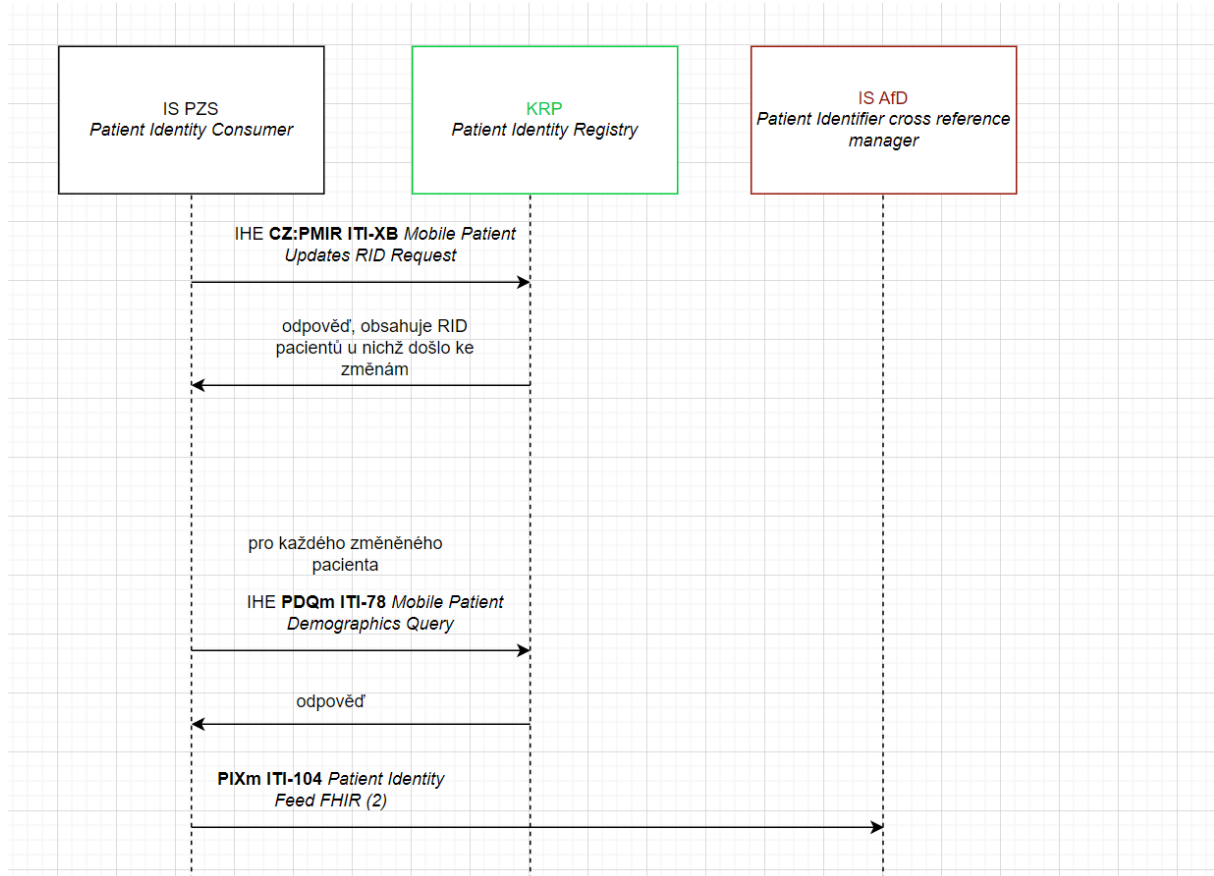 IS PZS
Patient Identity Consumer
KRP
Patient Identity Registry
IS AfD
Patient Identifier cross reference
manager
IHE CZ:PMIR ITI-XB Mobile Patient
Updates RID Request
odpověď, obsahuje RID
pacientů u nichž došlo ke
změnám
pro každého změněného
pacienta
IHE PDQm ITI-78 Mobile Patient
Demographics Query
odpověď
PIXm ITI-104 Patient Identity
Feed FHIR (2)